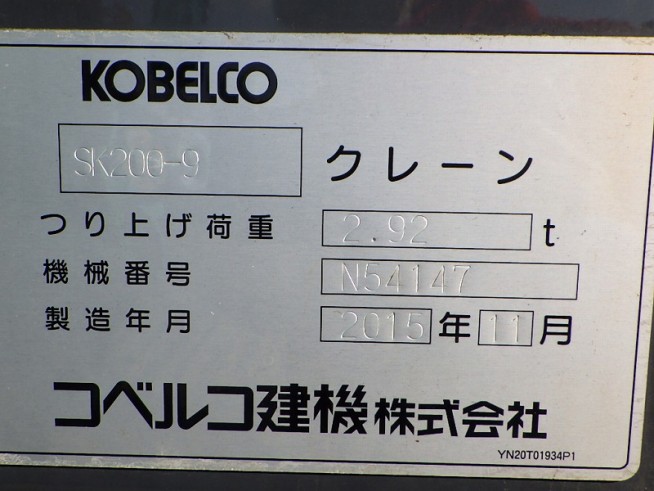 KOBELCO
SK200-9 クレーン
つり上げ荷重 2.92 t
機械番号 N54147
製造年月 2015 年 11 月
コベルコ建機株式会社
YN20T01934P1